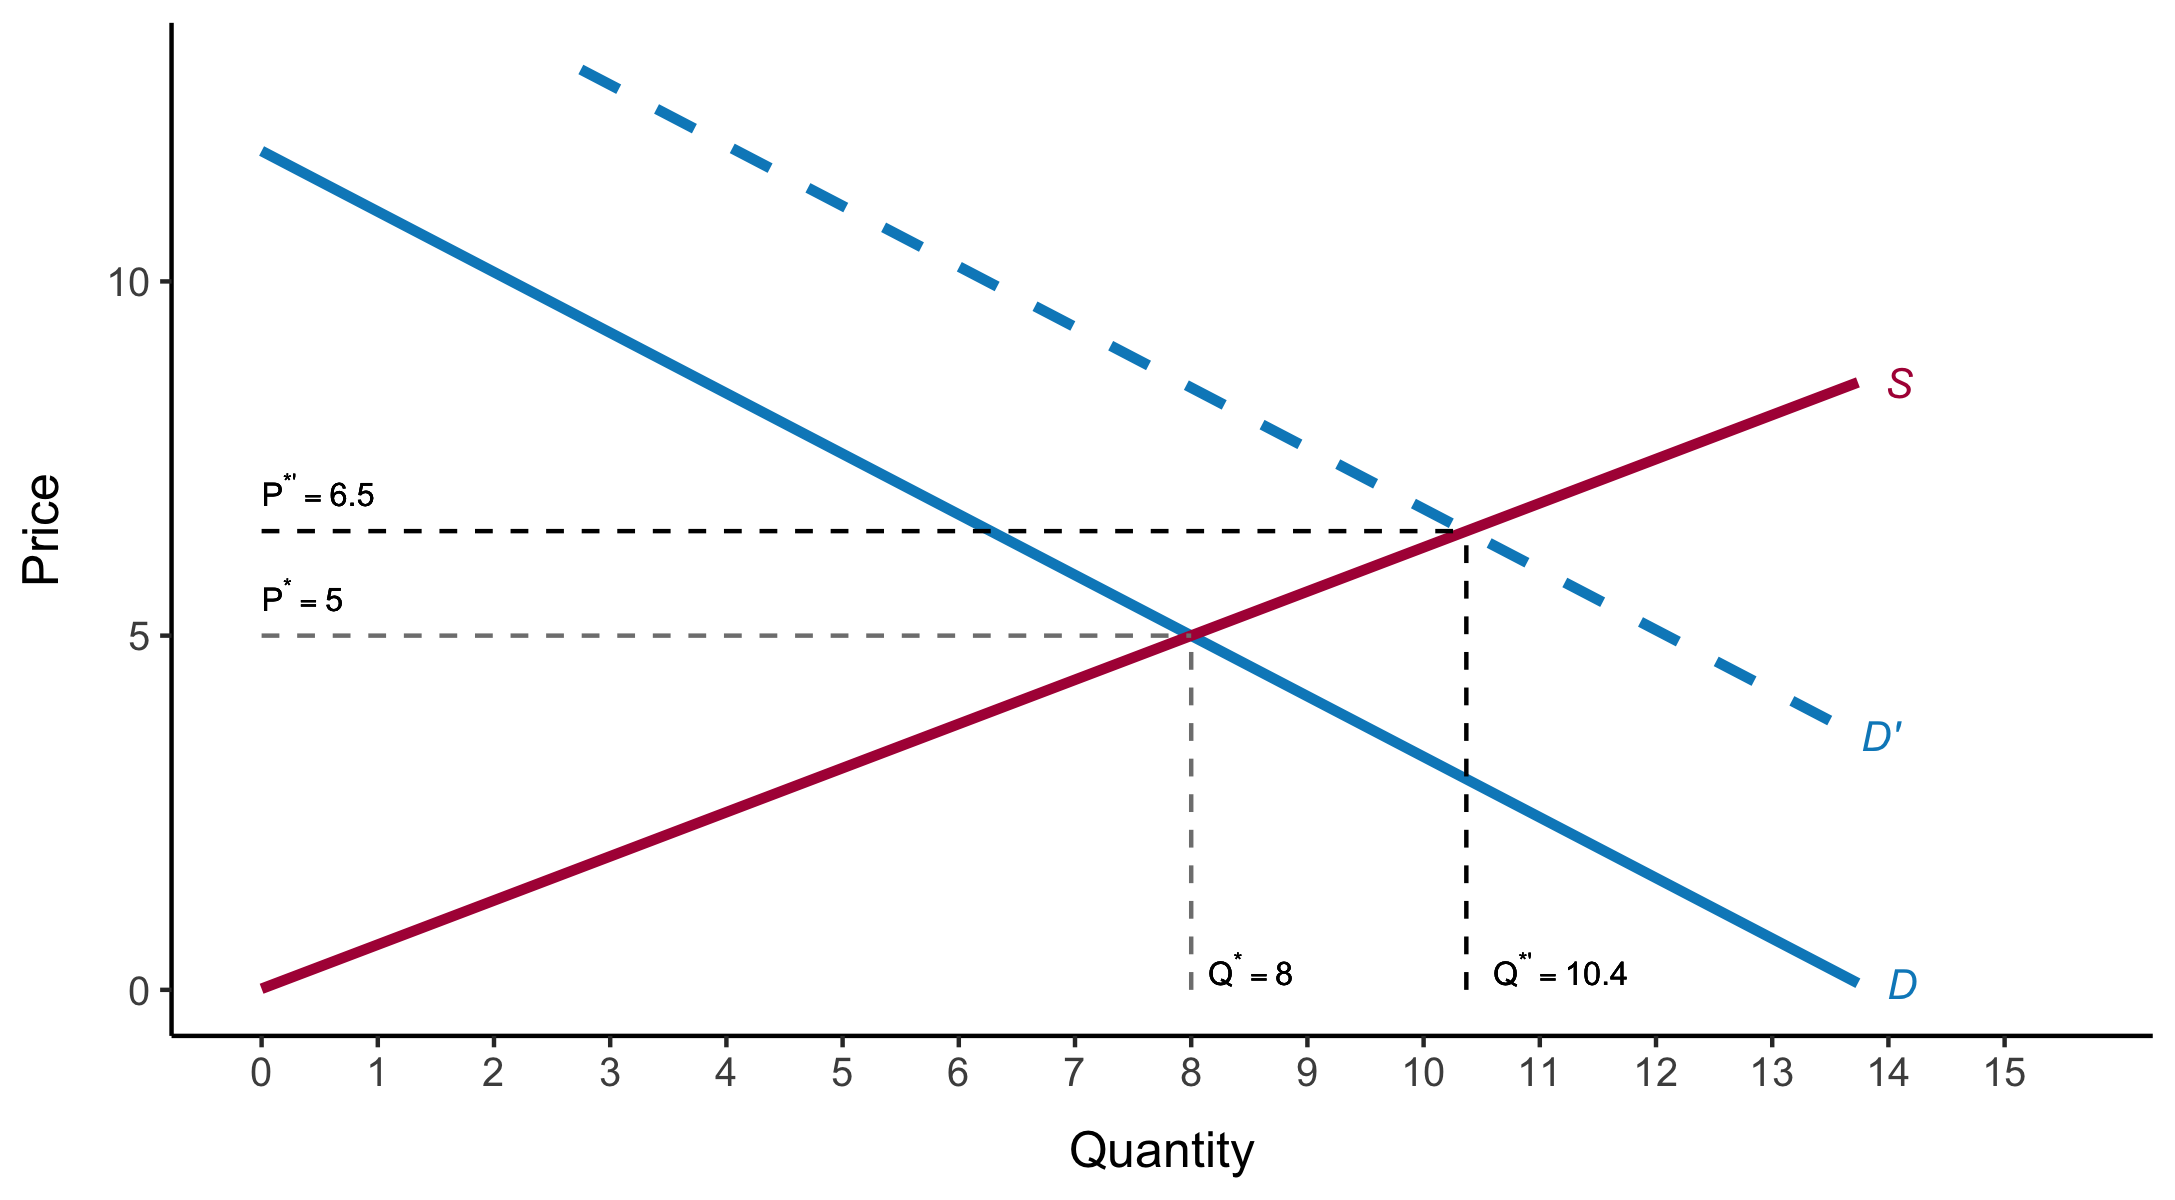 10
S
P*' = 6.5
Price
P* = 5
5
D'
Q* = 8
Q*' = 10.4
0
D
0 1 2 3 4 5 6 7 8 9 10 11 12 13 14 15
Quantity